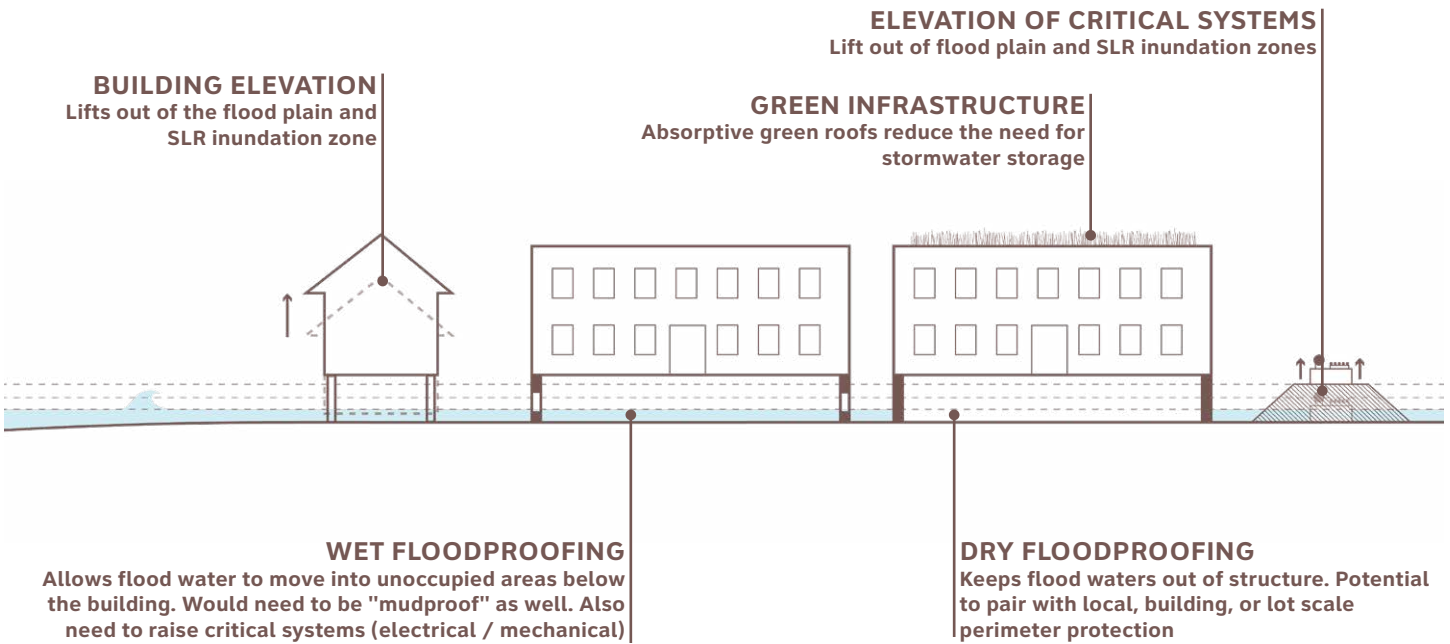 ELEVATION OF CRITICAL SYSTEMS
Lift out of flood plain and SLR inundation zones
BUILDING ELEVATION
Lifts out of the flood plain and
SLR inundation zone
GREEN INFRASTRUCTURE
Absorptive green roofs reduce the need for
stormwater storage
WET FLOODPROOFING
Allows flood water to move into unoccupied areas below
the building. Would need to be "mudproof" as well. Also
need to raise critical systems (electrical / mechanical)
DRY FLOODPROOFING
Keeps flood waters out of structure. Potential
to pair with local, building, or lot scale
perimeter protection